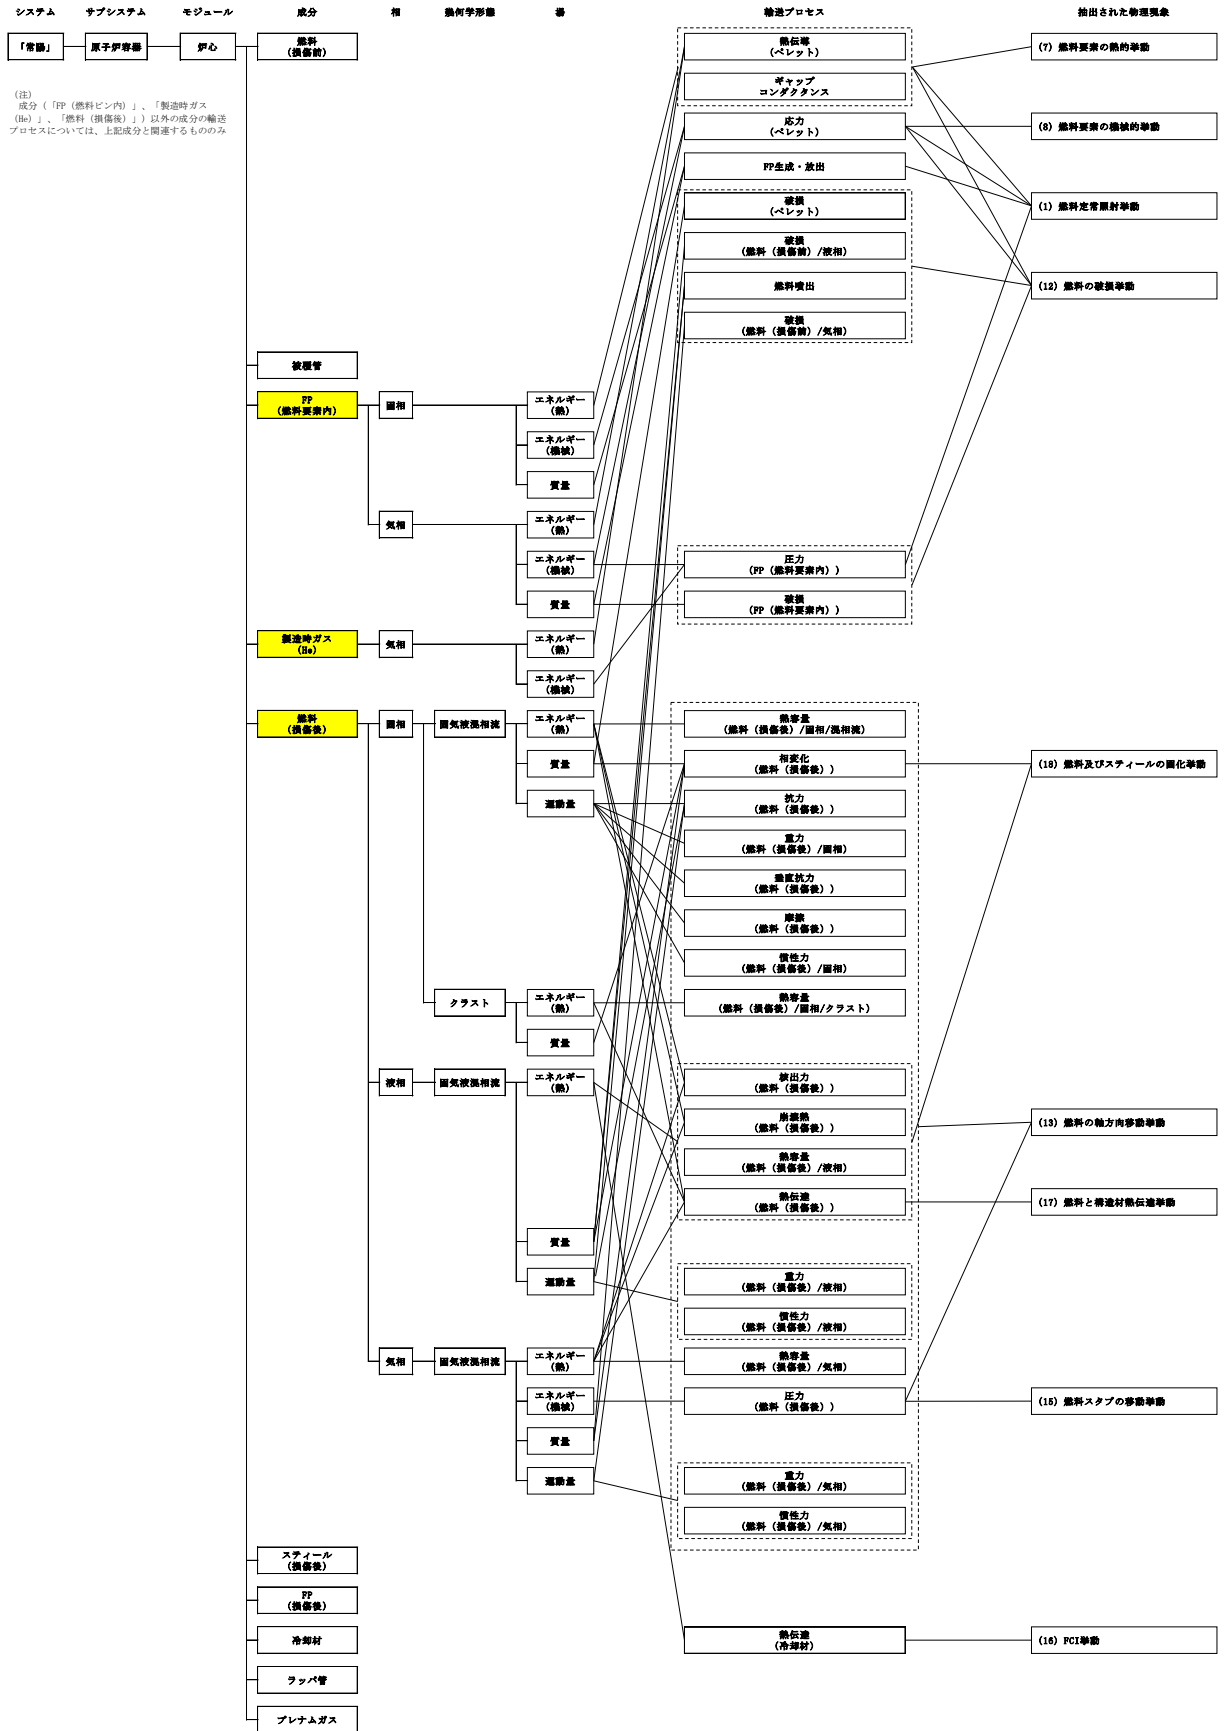 システム サブシステム モジュール 成分 相 幾何学形態 場 輸送プロセス 抽出された物理現象
「常陽」 原子炉容器 炉心 燃料
(損傷前)
熱伝導
(ペレット)
(7) 燃料要素の熱的挙動
(注)
成分(「FP(燃料ピン内)」、「製造時ガス
(He)」、「燃料(損傷後)」)以外の成分の輸送
プロセスについては、上記成分と関連するもののみ
ギャップ
コンダクタンス
応力
(ペレット)
(8) 燃料要素の機械的挙動
FP生成・放出
破損
(ペレット)
(1) 燃料定常照射挙動
破損
(燃料(損傷前)/液相)
燃料噴出
(12) 燃料の破損挙動
破損
(燃料(損傷前)/気相)
被覆管
FP
(燃料要素内)
固相
エネルギー
(熱)
エネルギー
(機械)
質量
気相
エネルギー
(熱)
エネルギー
(機械)
圧力
(FP(燃料要素内))
質量
破損
(FP(燃料要素内))
製造時ガス
(He)
気相
エネルギー
(熱)
エネルギー
(機械)
燃料
(損傷後)
固相
固気液混相流
エネルギー
(熱)
熱容量
(燃料(損傷後)/固相/混相流)
質量
相変化
(燃料(損傷後))
(18) 燃料及びスティールの固化挙動
運動量
抗力
(燃料(損傷後))
重力
(燃料(損傷後)/固相)
垂直抗力
(燃料(損傷後))
摩擦
(燃料(損傷後))
慣性力
(燃料(損傷後)/固相)
クラスト
エネルギー
(熱)
熱容量
(燃料(損傷後)/固相/クラスト)
質量
液相
固気液混相流
エネルギー
(熱)
核出力
(燃料(損傷後))
崩壊熱
(燃料(損傷後))
(13) 燃料の軸方向移動挙動
熱容量
(燃料(損傷後)/液相)
熱伝達
(燃料(損傷後))
(17) 燃料と構造材熱伝達挙動
質量
運動量
重力
(燃料(損傷後)/液相)
慣性力
(燃料(損傷後)/液相)
気相
固気液混相流
エネルギー
(熱)
熱容量
(燃料(損傷後)/気相)
エネルギー
(機械)
圧力
(燃料(損傷後))
(15) 燃料スタブの移動挙動
質量
運動量
重力
(燃料(損傷後)/気相)
慣性力
(燃料(損傷後)/気相)
スティール
(損傷後)
FP
(損傷後)
冷却材
熱伝達
(冷却材)
(16) FCI挙動
ラッパ管
プレナムガス